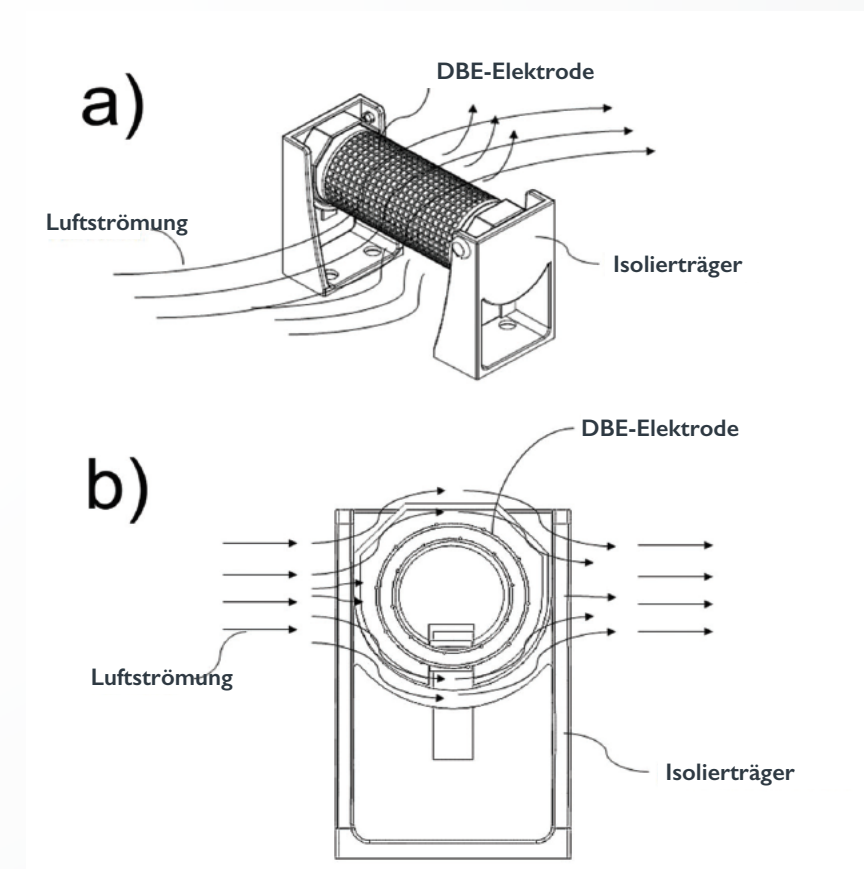 a)
DBE-Elektrode
Luftströmung
Isolierträger
b)
DBE-Elektrode
Luftströmung
Isolierträger